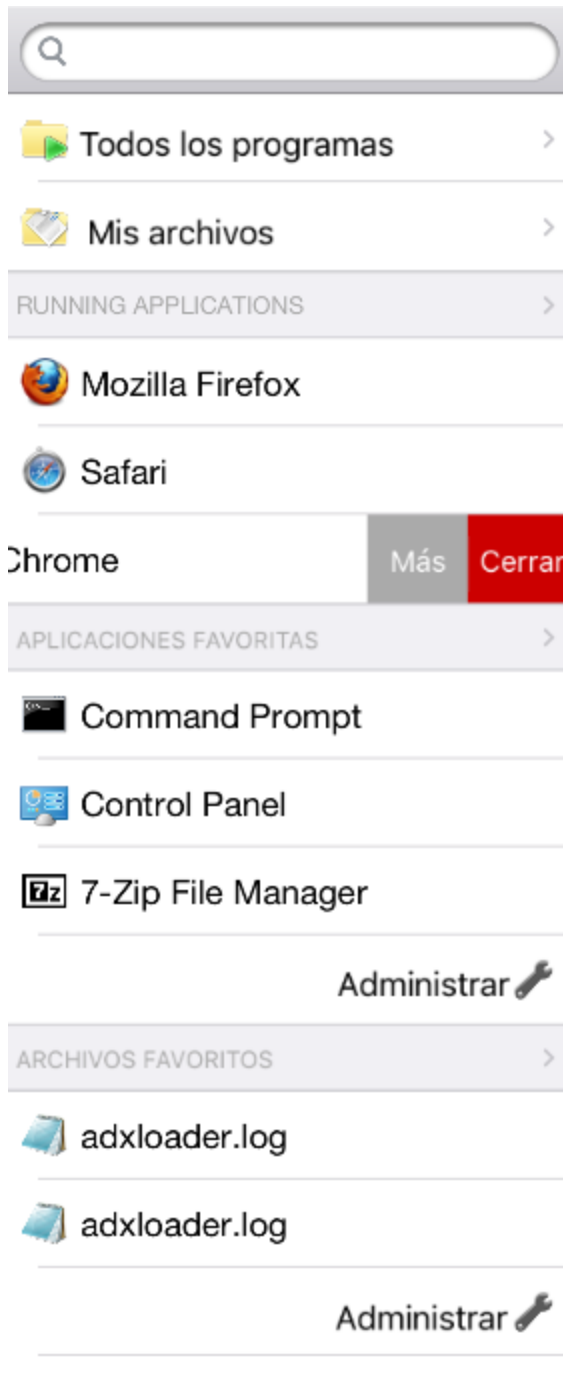 Todos los programas
Mis archivos
RUNNING APPLICATIONS
Mozilla Firefox
Safari
Chrome Más Cerrar
APLICACIONES FAVORITAS
Command Prompt
Control Panel
7z 7-Zip File Manager
Administrar
ARCHIVOS FAVORITOS
adxloader.log
adxloader.log
Administrar